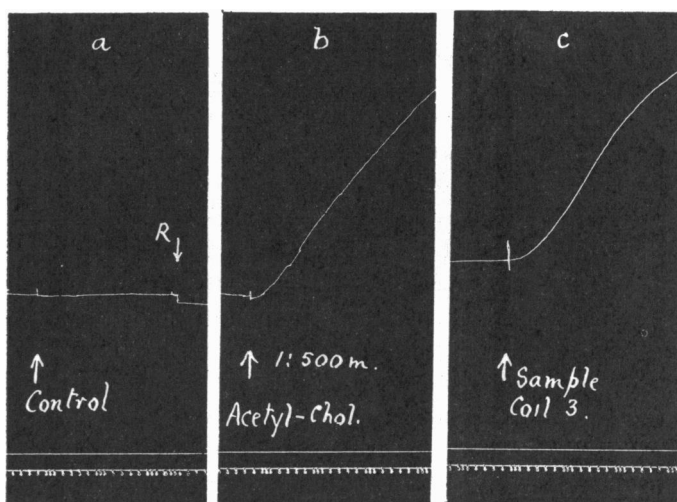 a
R
Control
b
1:500m.
Acetyl-Chol.
c
Sample
Coil 3.